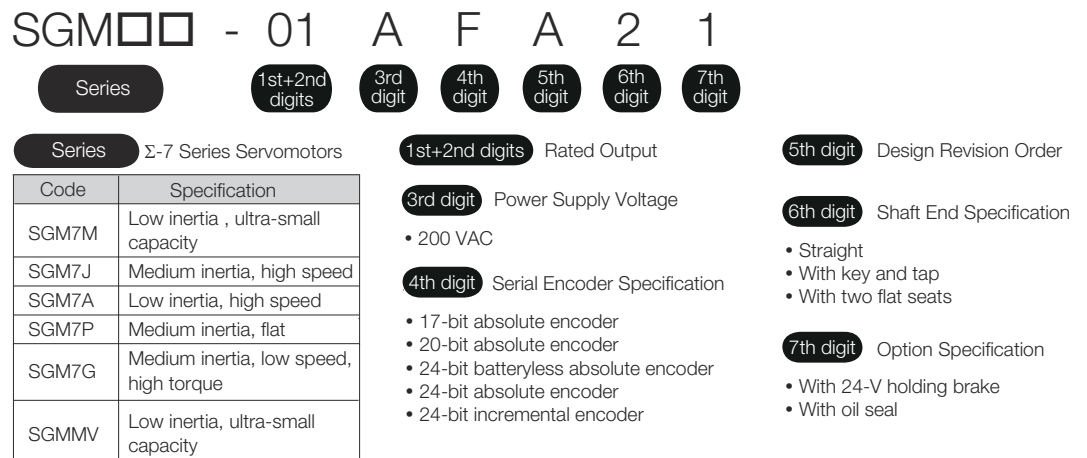 SGM□□ - 01 A F A 2 1
Series
1st+2nd digits
3rd digit
4th digit
5th digit
6th digit
7th digit
Series Σ-7 Series Servomotors
Code Specification
SGM7M Low inertia , ultra-small
capacity
SGM7J Medium inertia, high speed
SGM7A Low inertia, high speed
SGM7P Medium inertia, flat
SGM7G Medium inertia, low speed,
high torque
SGMMV Low inertia, ultra-small
capacity
1st+2nd digits Rated Output
3rd digit Power Supply Voltage
• 200 VAC
4th digit Serial Encoder Specification
• 17-bit absolute encoder
• 20-bit absolute encoder
• 24-bit batteryless absolute encoder
• 24-bit absolute encoder
• 24-bit incremental encoder
5th digit Design Revision Order
6th digit Shaft End Specification
• Straight
• With key and tap
• With two flat seats
7th digit Option Specification
• With 24-V holding brake
• With oil seal